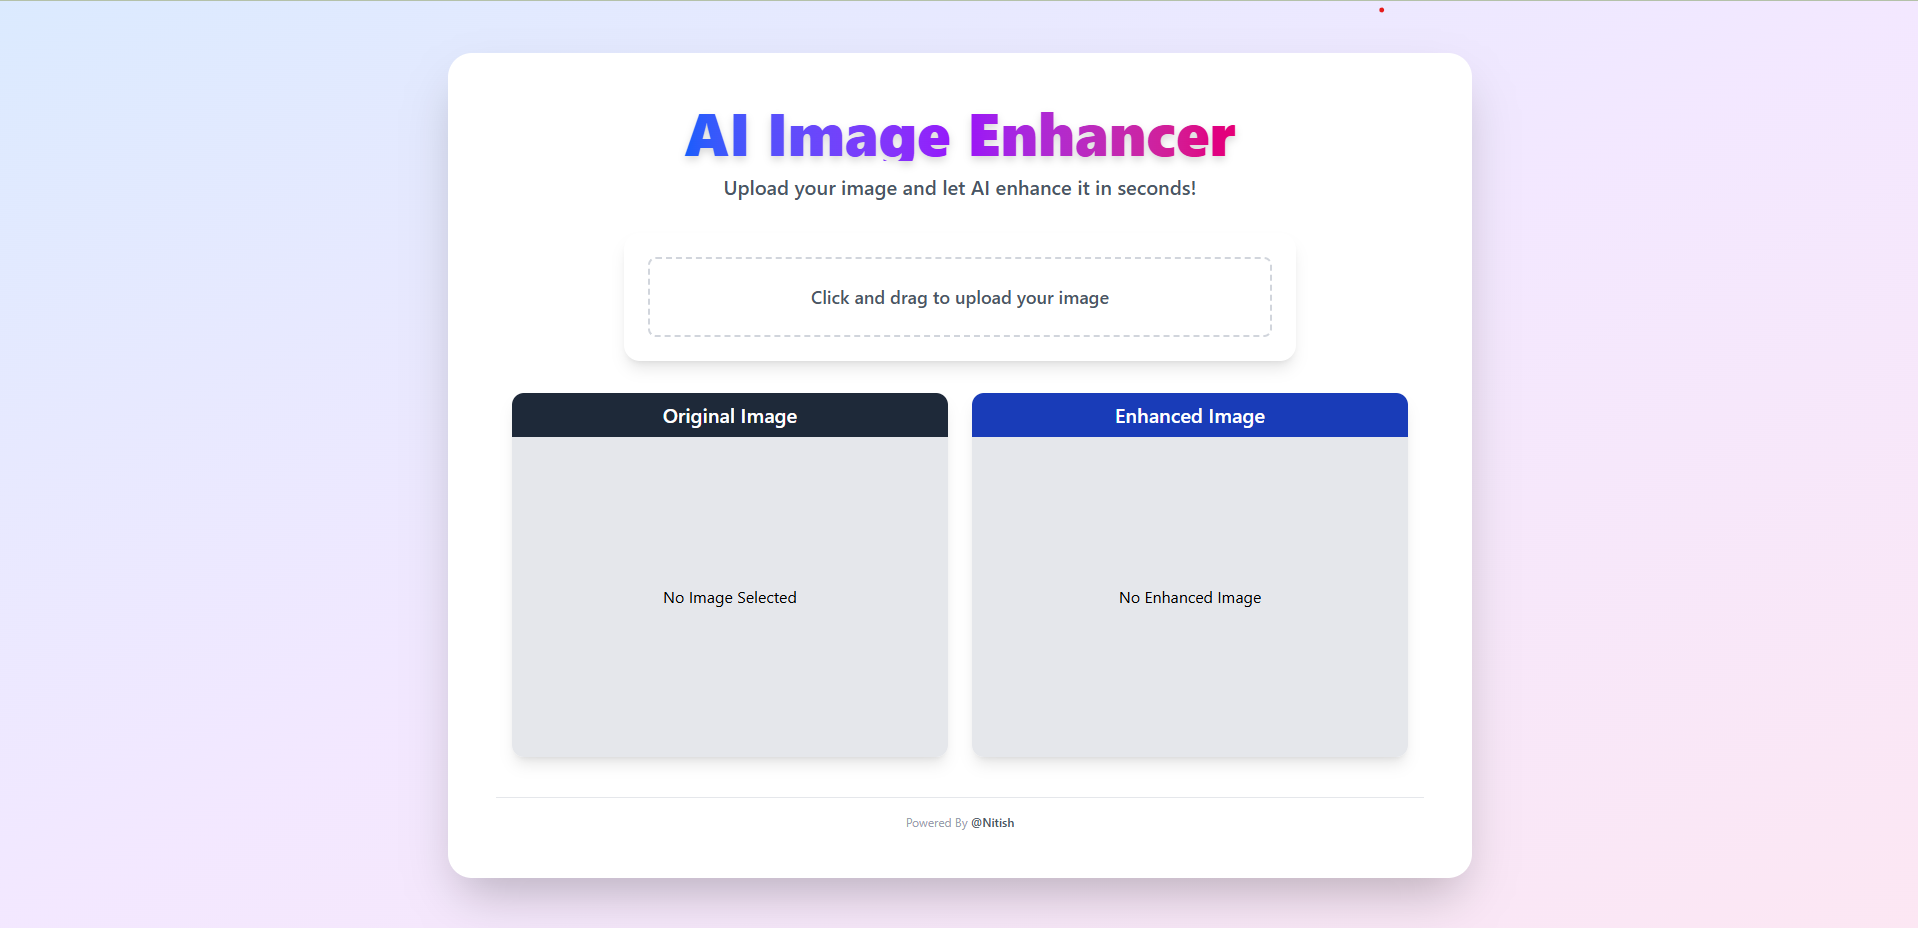 AI Image Enhancer
Upload your image and let AI enhance it in seconds!
Click and drag to upload your image
Original Image
Enhanced Image
No Image Selected
No Enhanced Image
Powered By @Nitish